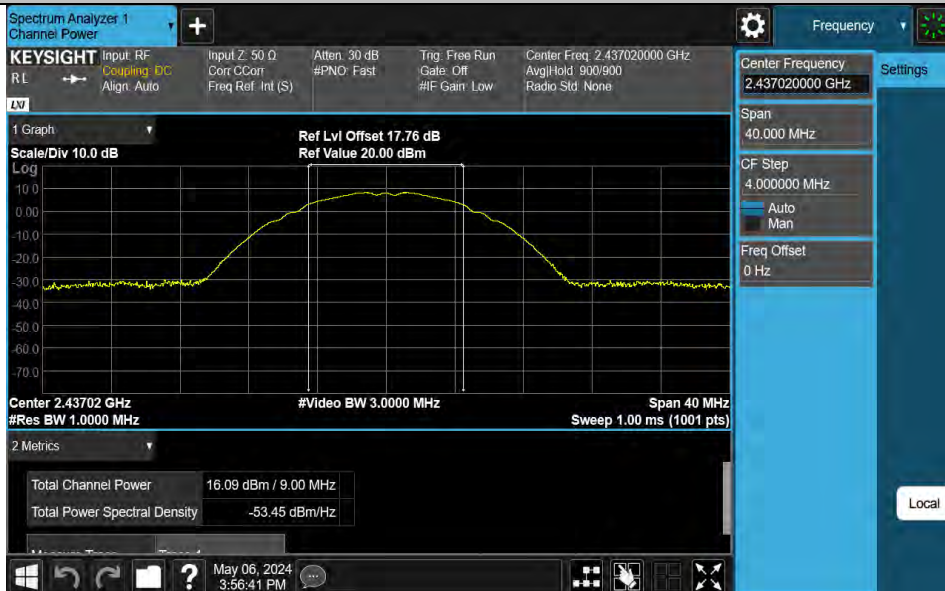 Spectrum Analyzer 1
Channel Power
Frequency
KEYSIGHT
RL
LXI
Input: RF
Coupling: DC
Align: Auto
Input Z: 50 Ω
Corr CCorr
Freq Ref: Int (S)
Atten: 30 dB
#PNO: Fast
Trig: Free Run
Gate: Off
#IF Gain: Low
Center Freq: 2.437020000 GHz
Avg|Hold: 900/900
Radio Std: None
Center Frequency
2.437020000 GHz
Settings
Span
40.000 MHz
CF Step
4.000000 MHz
Auto
Man
Freq Offset
0 Hz
Local
1 Graph
Scale/Div 10.0 dB
Ref Lvl Offset 17.76 dB
Ref Value 20.00 dBm
Log
10.0
0.00
-10.0
-20.0
-30.0
-40.0
-50.0
-60.0
-70.0
Center 2.43702 GHz
#Video BW 3.0000 MHz
Span 40 MHz
#Res BW 1.0000 MHz
Sweep 1.00 ms (1001 pts)
2 Metrics
Total Channel Power 16.09 dBm / 9.00 MHz
Total Power Spectral Density -53.45 dBm/Hz
May 06, 2024
3:56:41 PM